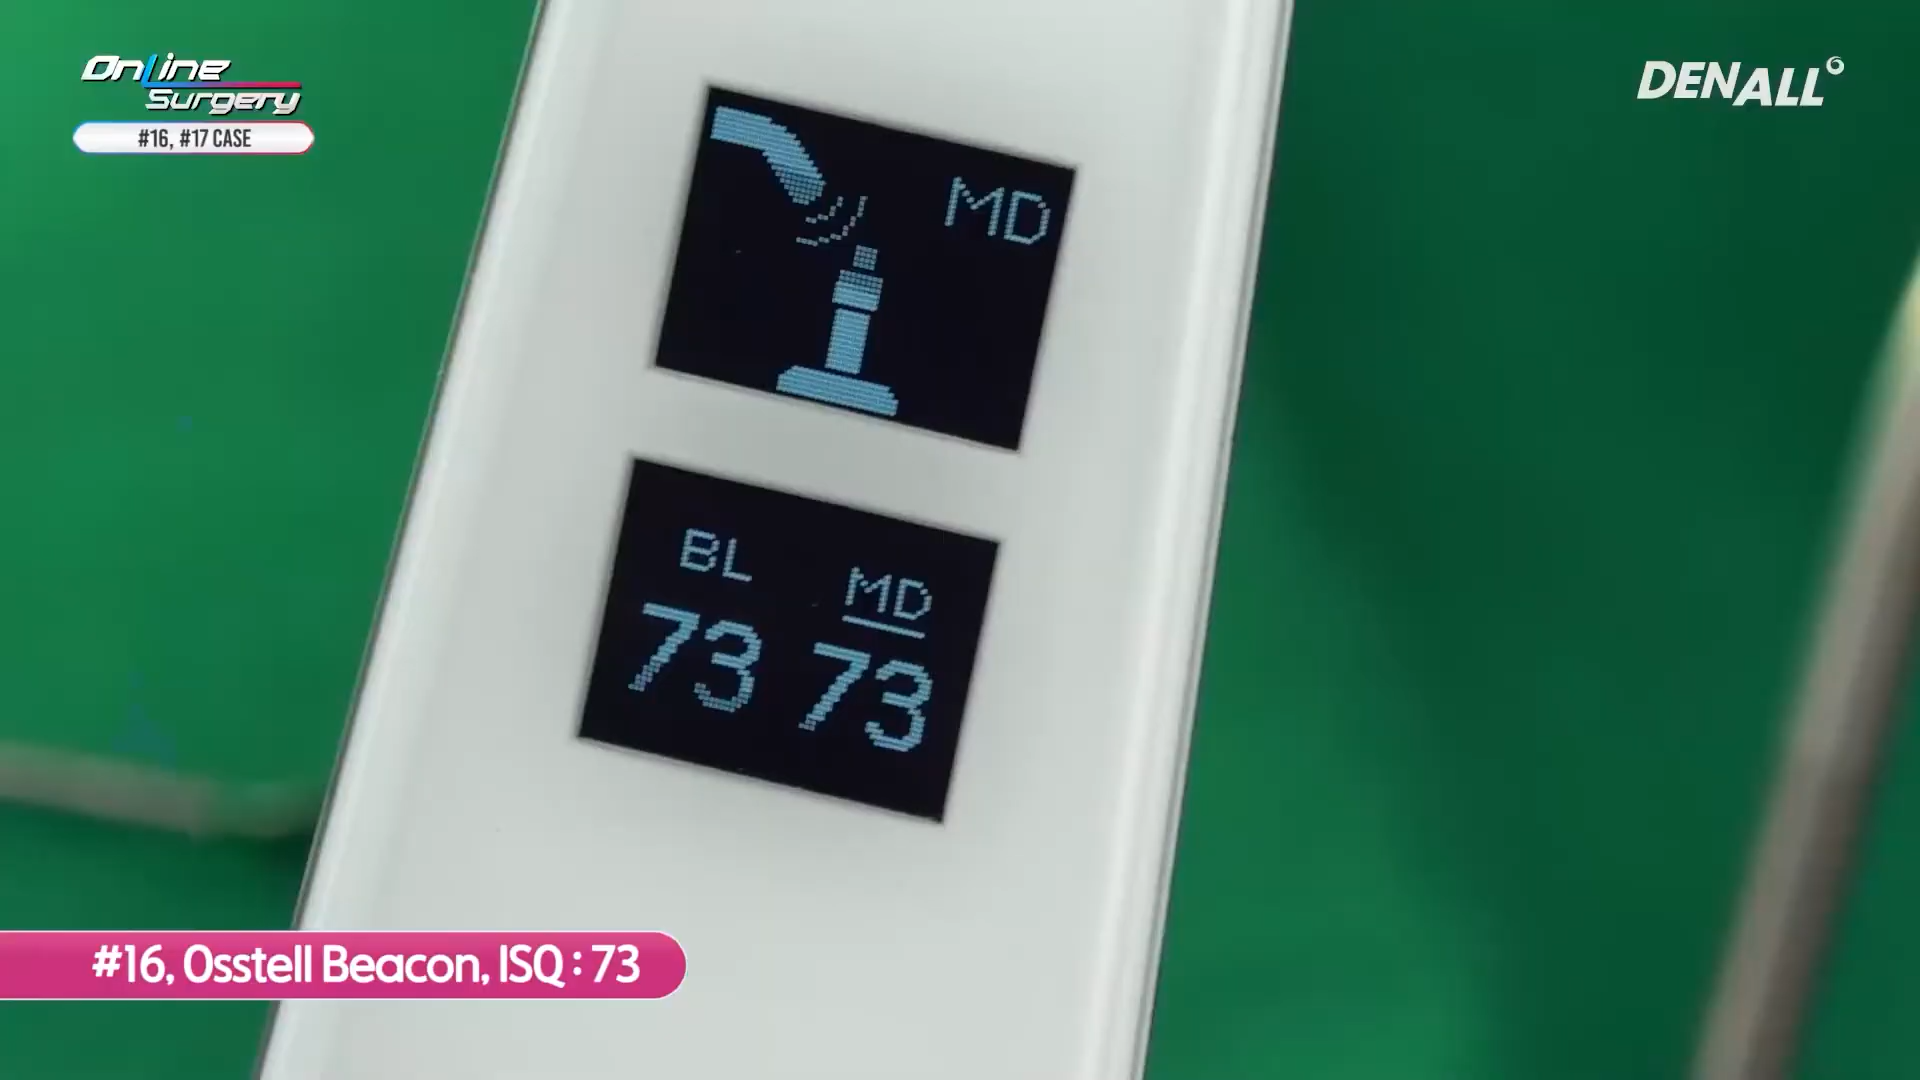 OnLine
Surgery
#16, #17 CASE
DENALL
MD
BL MD
73 73
#16, Osstell Beacon, ISQ : 73